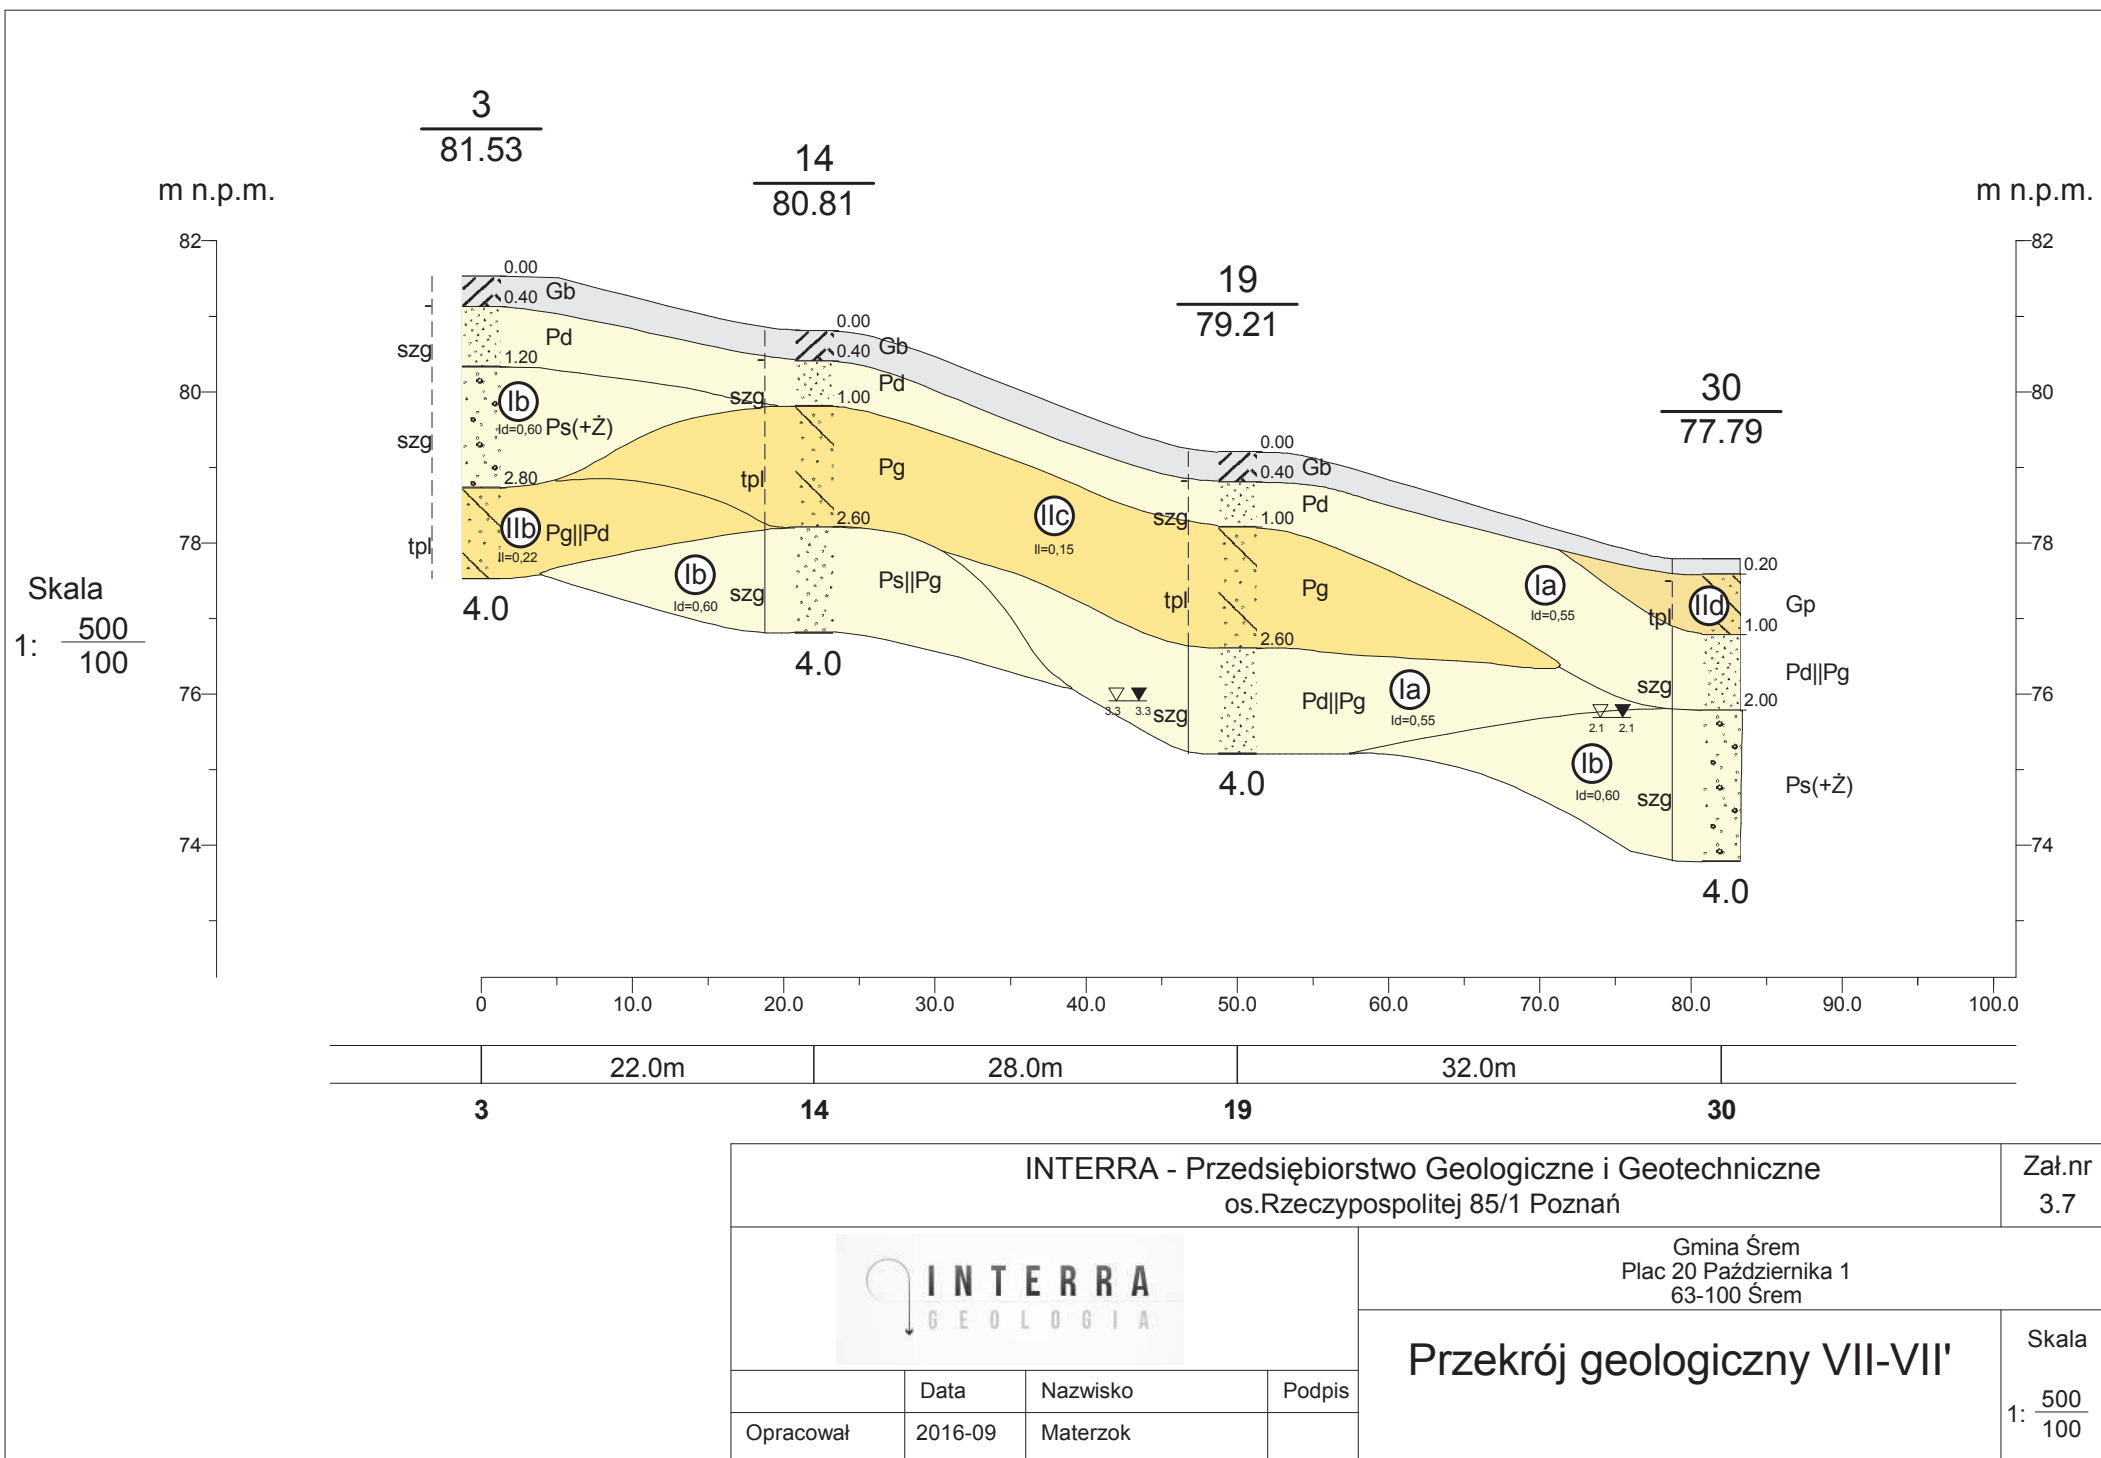 3
81.53
14
80.81
19
79.21
30
77.79
m n.p.m.
m n.p.m.
82
80
78
76
74
82
80
78
76
74
Skala
1: 500
100
0.00
0.40
1.20
2.80
Gb
Pd
Ps(+Ż)
Pg||Pd
szg
szg
tpl
Ib
Id=0,60
IIb
Il=0,22
4.0
0.00
0.40
1.00
2.60
Gb
Pd
Pg
Ps||Pg
szg
tpl
szg
Ib
Id=0,60
4.0
IIc
Il=0,15
0.00
0.40
1.00
2.60
Gb
Pd
Pg
Pd||Pg
szg
tpl
szg
3.3 3.3
Ia
Id=0,55
4.0
Ia
Id=0,55
IId
0.20
1.00
2.00
Gp
Pd||Pg
Ps(+Ż)
tpl
szg
szg
2.1 2.1
Ib
Id=0,60
4.0
0 10.0 20.0 30.0 40.0 50.0 60.0 70.0 80.0 90.0 100.0
22.0m 28.0m 32.0m
3 14 19 30
INTERRA - Przedsiębiorstwo Geologiczne i Geotechniczne
os.Rzeczypospolitej 85/1 Poznań
Zał.nr
3.7
INTERRA
GEOLOGIA
Gmina Śrem
Plac 20 Października 1
63-100 Śrem
Przekrój geologiczny VII-VII'
Skala
1: 500
100
Data Nazwisko Podpis
Opracował 2016-09 Materzok